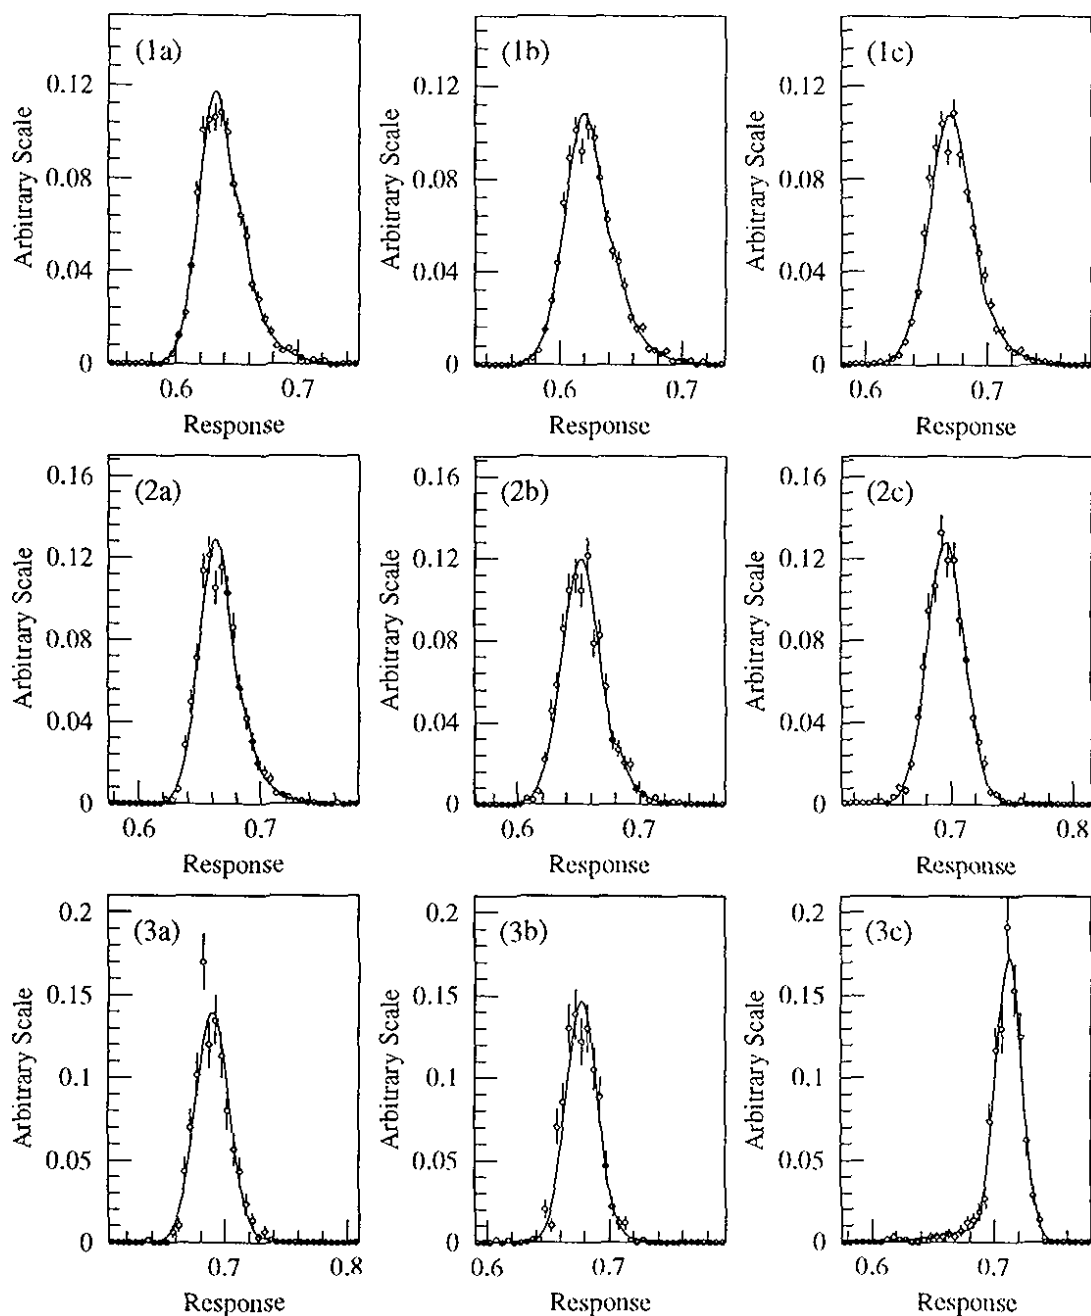 (1a) (1b) (1c)
Arbitrary Scale Arbitrary Scale Arbitrary Scale
0.12 0.12 0.12
0.08 0.08 0.08
0.04 0.04 0.04
0 0 0
0.6 0.7 0.6 0.7 0.6 0.7
Response Response Response
(2a) (2b) (2c)
Arbitrary Scale Arbitrary Scale Arbitrary Scale
0.16 0.16 0.16
0.12 0.12 0.12
0.08 0.08 0.08
0.04 0.04 0.04
0 0 0
0.6 0.7 0.6 0.7 0.7 0.8
Response Response Response
(3a) (3b) (3c)
Arbitrary Scale Arbitrary Scale Arbitrary Scale
0.2 0.2 0.2
0.15 0.15 0.15
0.1 0.1 0.1
0.05 0.05 0.05
0 0 0
0.7 0.8 0.6 0.7 0.6 0.7
Response Response Response